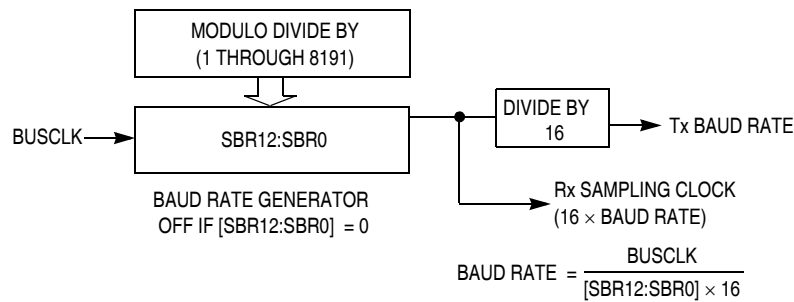 MODULO DIVIDE BY
(1 THROUGH 8191)
BUSCLK
SBR12:SBR0
DIVIDE BY
16
Tx BAUD RATE
BAUD RATE GENERATOR
OFF IF [SBR12:SBR0] = 0
Rx SAMPLING CLOCK
(16 × BAUD RATE)
BAUD RATE =
BUSCLK
[SBR12:SBR0] × 16